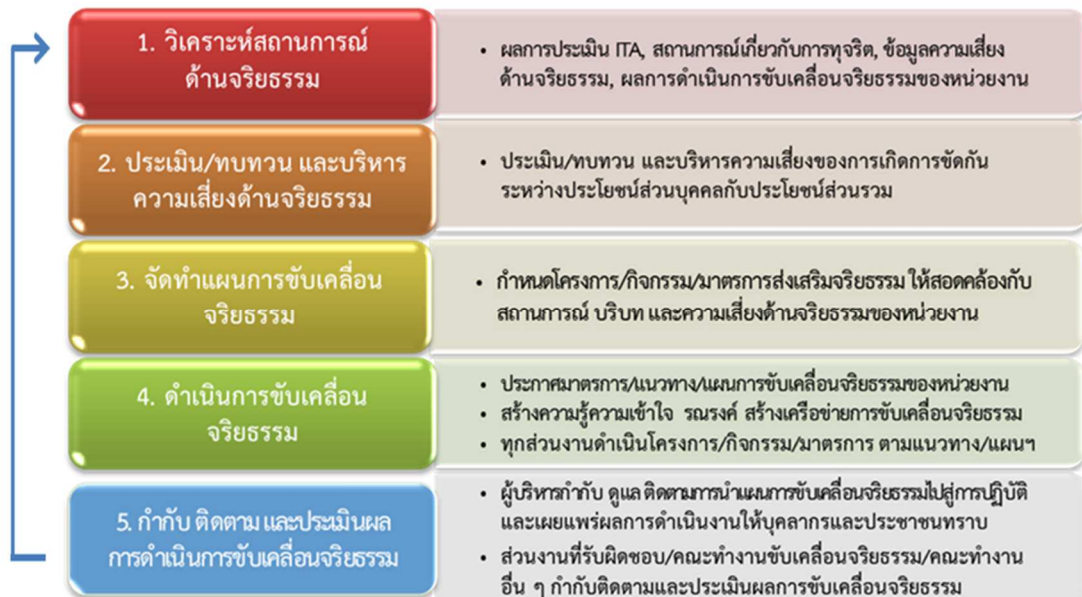 1. วิเคราะห์สถานการณ์
ด้านจริยธรรม
• ผลการประเมิน ITA, สถานการณ์เกี่ยวกับการทุจริต, ข้อมูลความเสี่ยง
ด้านจริยธรรม, ผลการดำเนินการขับเคลื่อนจริยธรรมของหน่วยงาน
2. ประเมิน/ทบทวน และบริหาร
ความเสี่ยงด้านจริยธรรม
• ประเมิน/ทบทวน และบริหารความเสี่ยงของการเกิดการขัดกัน
ระหว่างประโยชน์ส่วนบุคคลกับประโยชน์ส่วนรวม
3. จัดทำแผนการขับเคลื่อน
จริยธรรม
• กำหนดโครงการ/กิจกรรม/มาตรการส่งเสริมจริยธรรม ให้สอดคล้องกับ
สถานการณ์ บริบท และความเสี่ยงด้านจริยธรรมของหน่วยงาน
4. ดำเนินการขับเคลื่อน
จริยธรรม
• ประกาศมาตรการ/แนวทาง/แผนการขับเคลื่อนจริยธรรมของหน่วยงาน
• สร้างความรู้ความเข้าใจ รณรงค์ สร้างเครือข่ายการขับเคลื่อนจริยธรรม
• ทุกส่วนงานดำเนินโครงการ/กิจกรรม/มาตรการ ตามแนวทาง/แผนฯ
5. กำกับ ติดตาม และประเมินผล
การดำเนินการขับเคลื่อนจริยธรรม
• ผู้บริหารกำกับ ดูแล ติดตามการนำแผนการขับเคลื่อนจริยธรรมไปสู่การปฏิบัติ
และเผยแพร่ผลการดำเนินงานให้บุคลากรและประชาชนทราบ
• ส่วนงานที่รับผิดชอบ/คณะทำงานขับเคลื่อนจริยธรรม/คณะทำงาน
อื่น ๆ กำกับติดตามและประเมินผลการขับเคลื่อนจริยธรรม